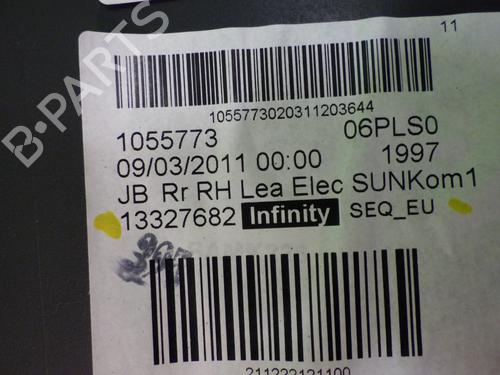 11
B-PARTS
1055773020311203644
1055773 06PLS0
09/03/2011 00:00 1997
JB Rr RH Lea Elec SUNKom1
13327682 Infinity SEQ_EU